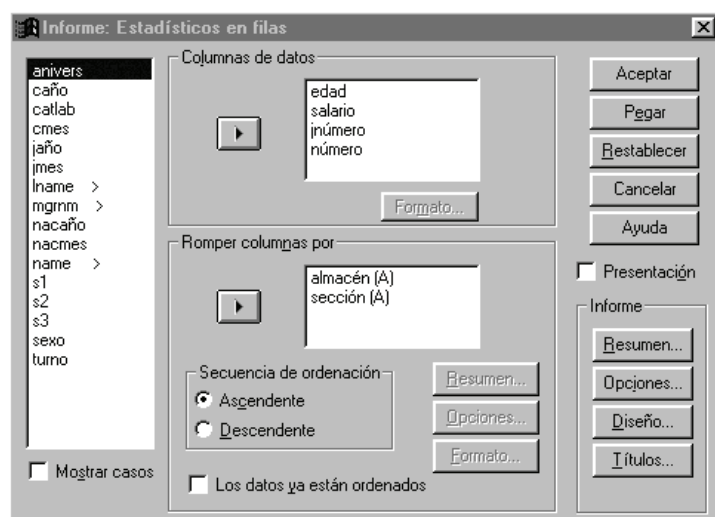 Informe: Estadísticos en filas
anivers
caño
catlab
cmes
jaño
jmes
lname >
mgrnm >
nacaño
nacmes
name >
s1
s2
s3
sexo
turno
Mostrar casos
Columnas de datos
edad
salario
jnúmero
número
Formato...
Romper columnas por
almacén (A)
sección (A)
Secuencia de ordenación
Ascendente
Descendente
Resumen...
Opciones...
Formato...
Los datos ya están ordenados
Aceptar
Pegar
Restablecer
Cancelar
Ayuda
Presentación
Informe
Resumen...
Opciones...
Diseño...
Títulos...